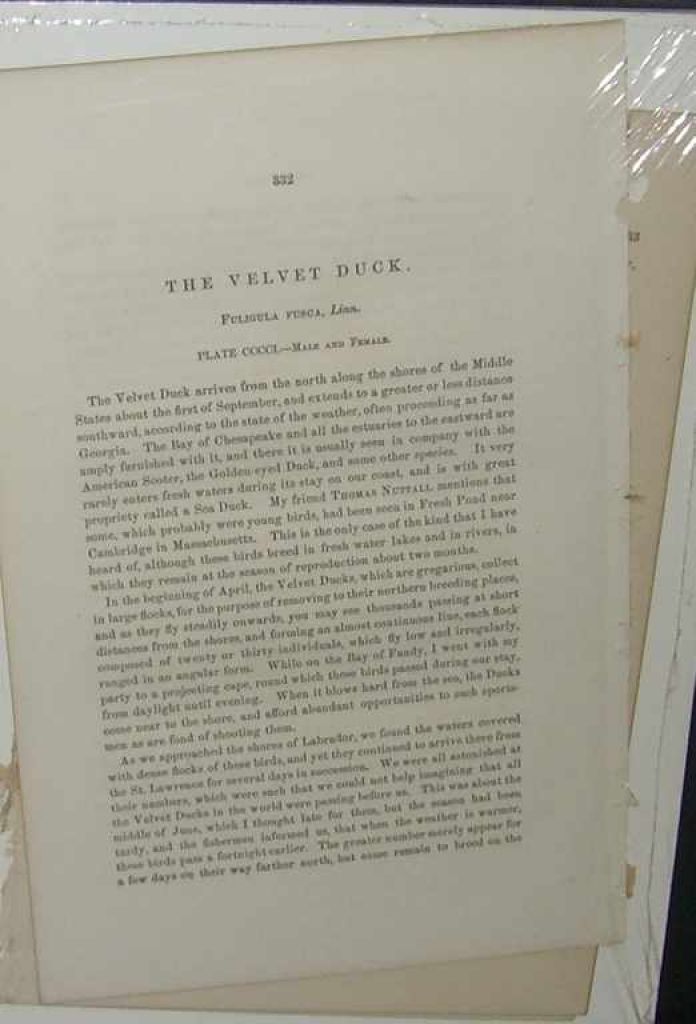 332
THE VELVET DUCK.
FULIGULA FUSCA, Linn.
PLATE CCCCI.—MALE AND FEMALE.
The Velvet Duck arrives from the north along the shores of the Middle
States about the first of September, and extends to a greater or less distance
southward, according to the state of the weather, often proceeding as far as
Georgia. The Bay of Chesapeake and all the estuaries to the eastward are
amply furnished with it, and there it is usually seen in company with the
American Scoter, the Golden-eyed Duck, and some other species. It very
rarely enters fresh waters during its stay on our coast, and is with great
propriety called a Sea Duck. My friend THOMAS NUTTALL mentions that
some, which probably were young birds, had been seen in Fresh Pond near
Cambridge in Massachusetts. This is the only case of the kind that I have
heard of, although these birds breed in fresh water lakes and in rivers, in
which they remain at the season of reproduction about two months.
In the beginning of April, the Velvet Ducks, which are gregarious, collect
in large flocks, for the purpose of removing to their northern breeding places,
and as they fly steadily onwards, you may see thousands passing at short
distances from the shores, and forming an almost continuous line, each flock
composed of twenty or thirty individuals, which fly low and irregularly,
ranged in an angular form. While on the Bay of Fundy, I went with my
party to a projecting cape, round which these birds passed during our stay,
from daylight until evening. When it blows hard from the sea, the Ducks
come near to the shore, and afford abundant opportunities to such sports-
men as are fond of shooting them.
As we approached the shores of Labrador, we found the waters covered
with dense flocks of these birds, and yet they continued to arrive there from
the St. Lawrence for several days in succession. We were all astonished at
their numbers, which were such that we could not help imagining that all
the Velvet Ducks in the world were passing before us. This was about the
middle of June, which I thought late for them, but the season had been
tardy, and the fishermen informed us, that when the weather is warmer,
these birds pass a fortnight earlier. The greater number merely appear for
a few days on their way farther north, but some remain to brood on the